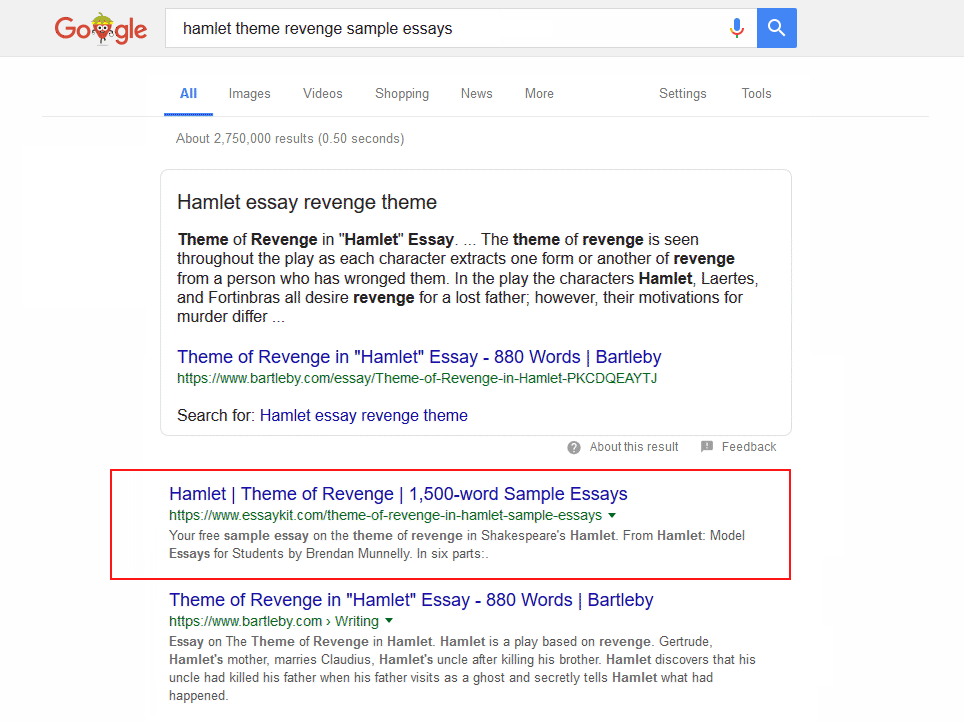 Google
hamlet theme revenge sample essays
All Images Videos Shopping News More Settings Tools
About 2,750,000 results (0.50 seconds)
Hamlet essay revenge theme
Theme of Revenge in "Hamlet" Essay. ... The theme of revenge is seen
throughout the play as each character extracts one form or another of revenge
from a person who has wronged them. In the play the characters Hamlet, Laertes,
and Fortinbras all desire revenge for a lost father; however, their motivations for
murder differ ...
Theme of Revenge in "Hamlet" Essay - 880 Words | Bartleby
https://www.bartleby.com/essay/Theme-of-Revenge-in-Hamlet-PKCDQEAYTJ
Search for: Hamlet essay revenge theme
About this result Feedback
Hamlet | Theme of Revenge | 1,500-word Sample Essays
https://www.essaykit.com/theme-of-revenge-in-hamlet-sample-essays
Your free sample essay on the theme of revenge in Shakespeare's Hamlet. From Hamlet: Model
Essays for Students by Brendan Munnelly. In six parts:.
Theme of Revenge in "Hamlet" Essay - 880 Words | Bartleby
https://www.bartleby.com › Writing
Essay on The Theme of Revenge in Hamlet. Hamlet is a play based on revenge. Gertrude,
Hamlet's mother, marries Claudius, Hamlet's uncle after killing his brother. Hamlet discovers that his
uncle had killed his father when his father visits as a ghost and secretly tells Hamlet what had
happened.